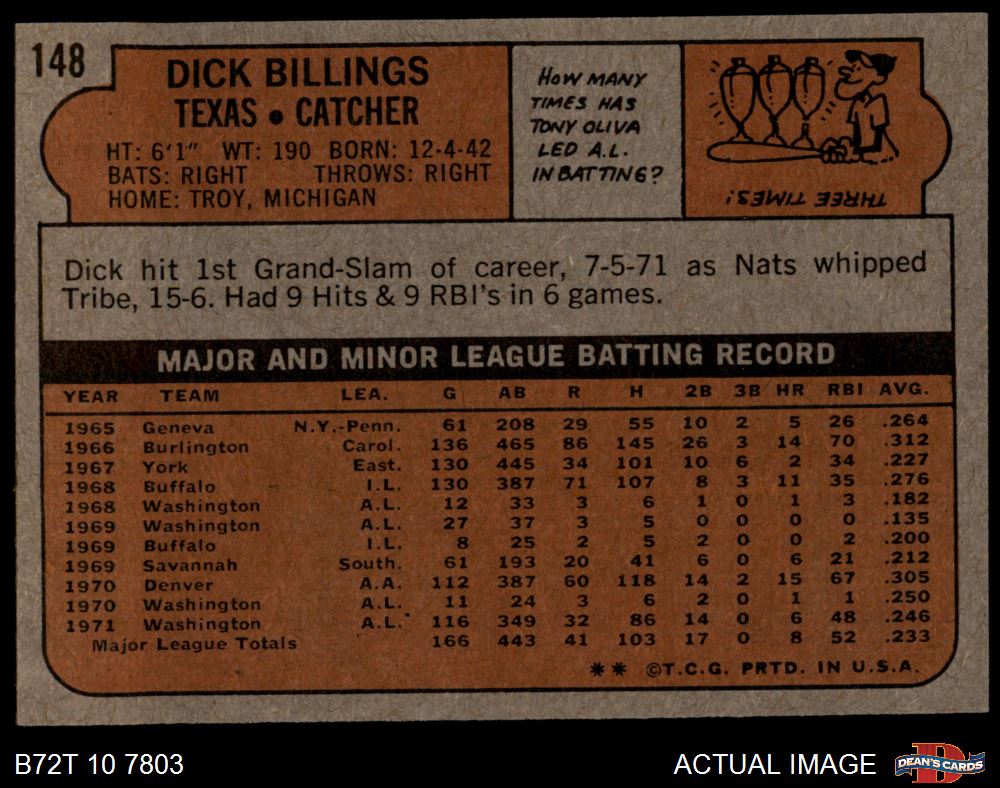 148
DICK BILLINGS
TEXAS • CATCHER
HT: 6'1" WT: 190 BORN: 12-4-42
BATS: RIGHT THROWS: RIGHT
HOME: TROY, MICHIGAN
HOW MANY
TIMES HAS
TONY OLIVA
LED A.L.
IN BATTING?
THREE TIMES!
Dick hit 1st Grand-Slam of career, 7-5-71 as Nats whipped
Tribe, 15-6. Had 9 Hits & 9 RBI's in 6 games.
MAJOR AND MINOR LEAGUE BATTING RECORD
YEAR TEAM LEA. G AB R H 2B 3B HR RBI AVG.
1965 Geneva N.Y.-Penn. 61 208 29 55 10 2 5 26 .264
1966 Burlington Carol. 136 465 86 145 26 3 14 70 .312
1967 York East. 130 445 34 101 10 6 2 34 .227
1968 Buffalo I.L. 130 387 71 107 8 3 11 35 .276
1968 Washington A.L. 12 33 3 6 1 0 1 3 .182
1969 Washington A.L. 27 37 3 5 0 0 0 0 .135
1969 Buffalo I.L. 8 25 2 5 2 0 0 2 .200
1969 Savannah South. 61 193 20 41 6 0 6 21 .212
1970 Denver A.A. 112 387 60 118 14 2 15 67 .305
1970 Washington A.L. 11 24 3 6 2 0 1 1 .250
1971 Washington A.L. 116 349 32 86 14 0 6 48 .246
Major League Totals 166 443 41 103 17 0 8 52 .233
** ©T.C.G. PRTD. IN U.S.A.
B72T 10 7803
ACTUAL IMAGE
D
DEAN'S CARDS